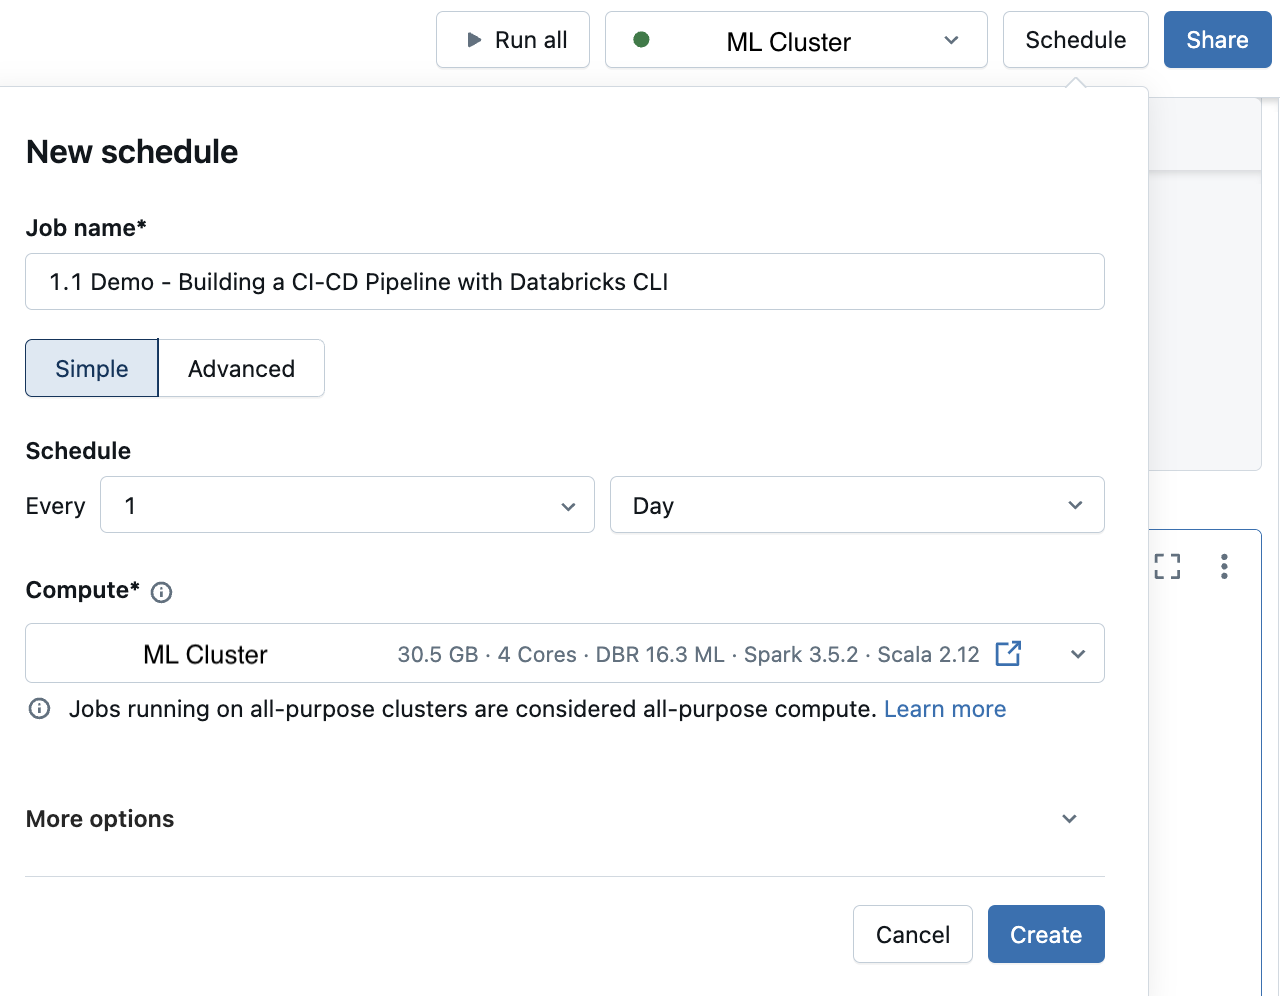 Run all
ML Cluster
Schedule
Share
New schedule
Job name*
1.1 Demo - Building a CI-CD Pipeline with Databricks CLI
Simple
Advanced
Schedule
Every
1
Day
Compute*
ML Cluster
30.5 GB · 4 Cores · DBR 16.3 ML · Spark 3.5.2 · Scala 2.12
Jobs running on all-purpose clusters are considered all-purpose compute. Learn more
More options
Cancel
Create